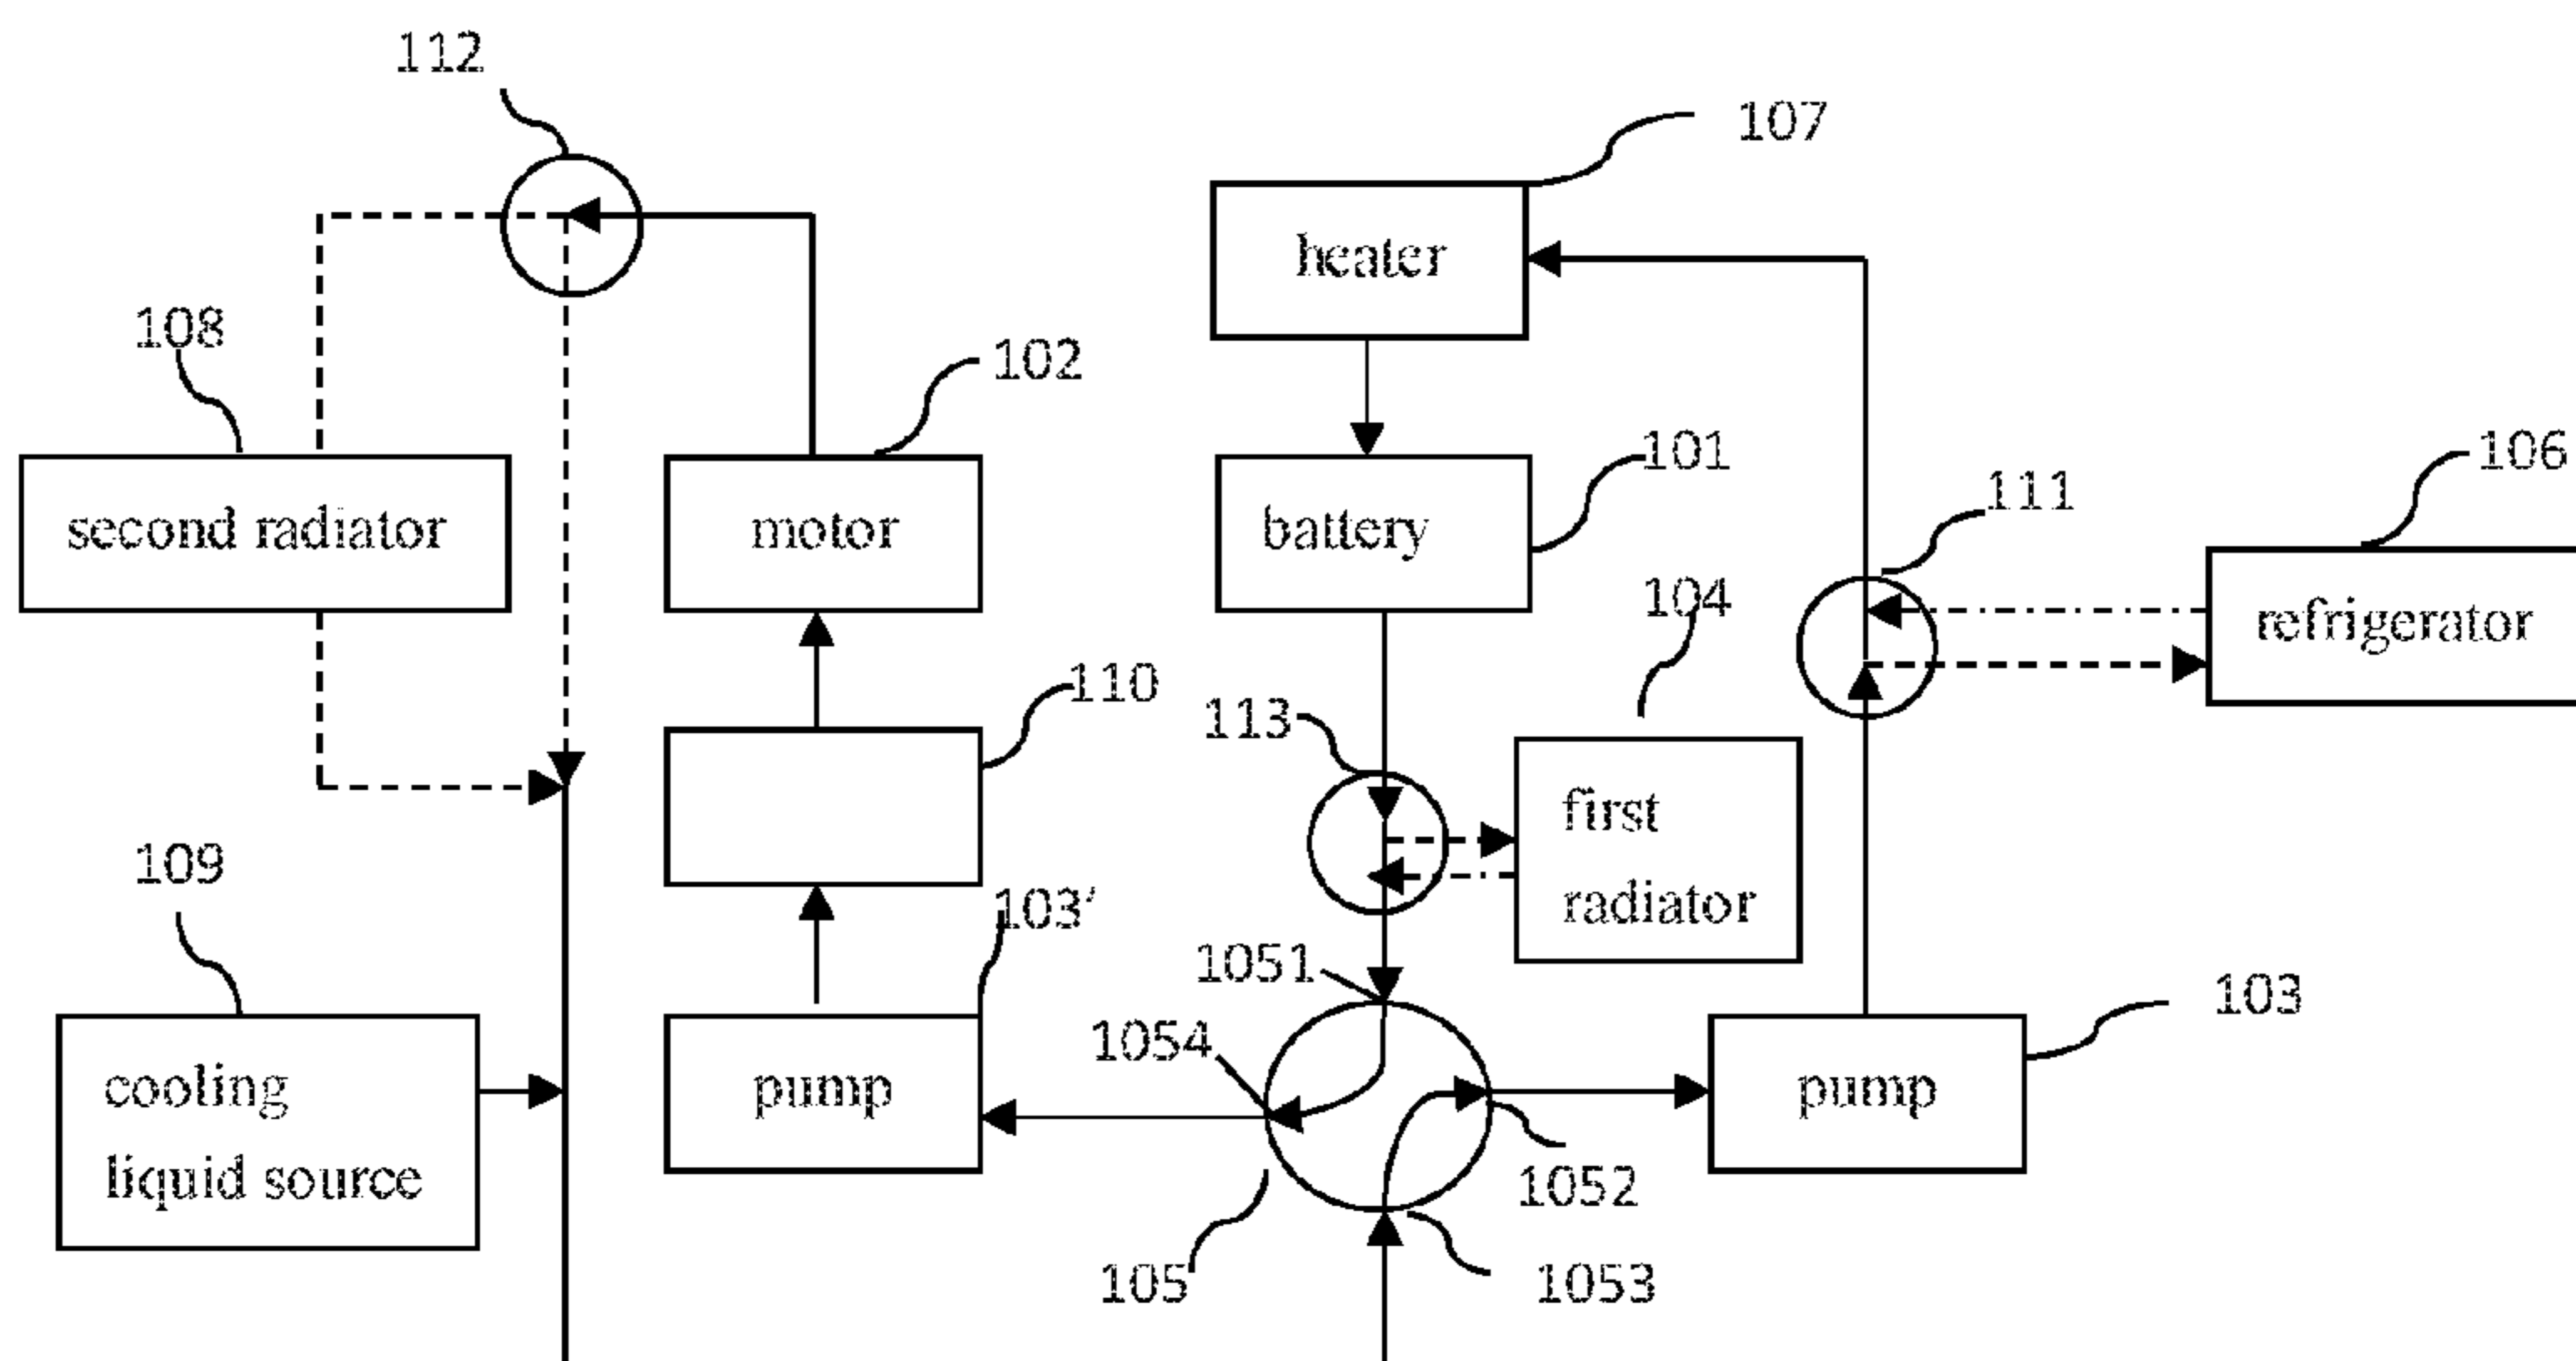 112
107
heater
108
102
101
106
111
second radiator
motor
battery
104
refrigerator
110
113
first
radiator
109
103'
1051
103
1054
cooling
liquid source
pump
pump
1052
105
1053